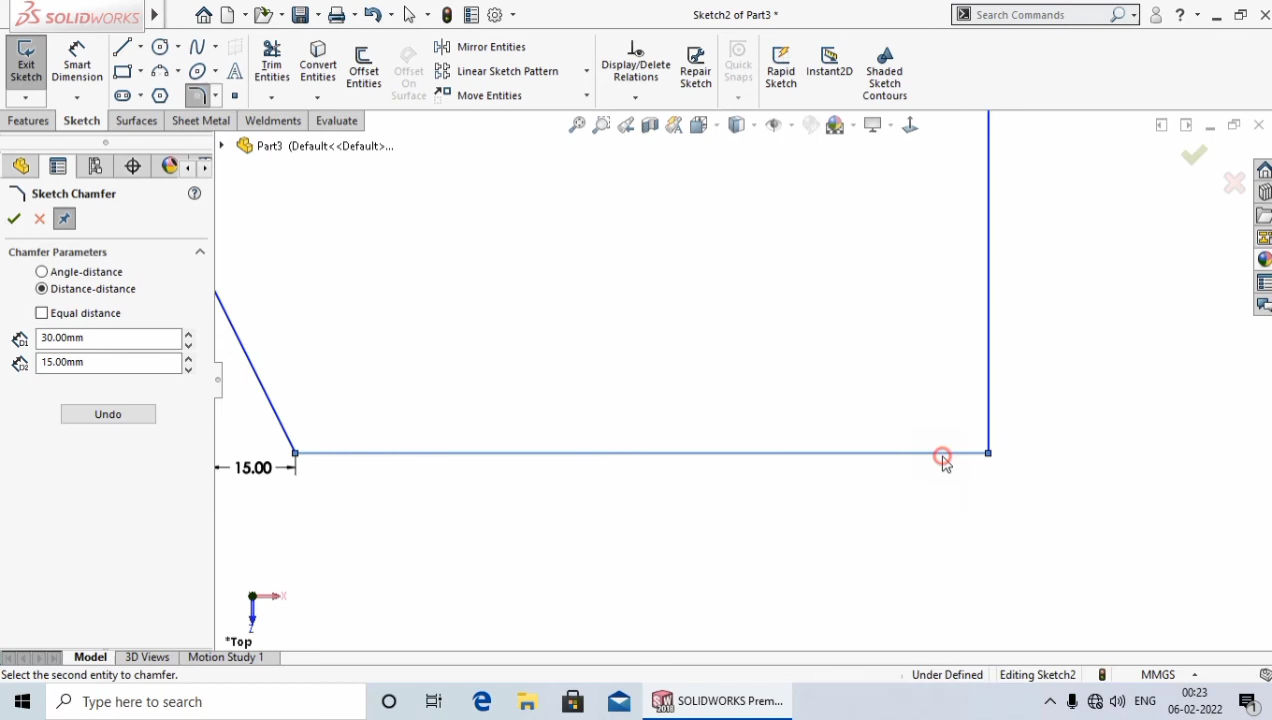 SOLIDWORKS
Sketch2 of Part3 *
Search Commands
Exit Sketch
Smart Dimension
Trim Entities
Convert Entities
Offset Entities
Offset On Surface
Mirror Entities
Linear Sketch Pattern
Move Entities
Display/Delete Relations
Repair Sketch
Quick Snaps
Rapid Sketch
Instant2D
Shaded Sketch Contours
Features
Sketch
Surfaces
Sheet Metal
Weldments
Evaluate
Part3 (Default<<Default>...
Sketch Chamfer
Chamfer Parameters
Angle-distance
Distance-distance
Equal distance
D1 30.00mm
D2 15.00mm
Undo
15.00
X
Z
*Top
Model
3D Views
Motion Study 1
Select the second entity to chamfer.
Under Defined
Editing Sketch2
MMGS
Type here to search
SOLIDWORKS Prem...
ENG
00:23
06-02-2022